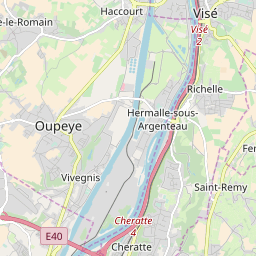 Haccourt
Visé
e-le-Romain
Visé
2
Richelle
Hermalle-sous-
Argenteau
Oupeye
Fe
Vivegnis
Saint-Remy
Cheratte
4
E40
Cheratte